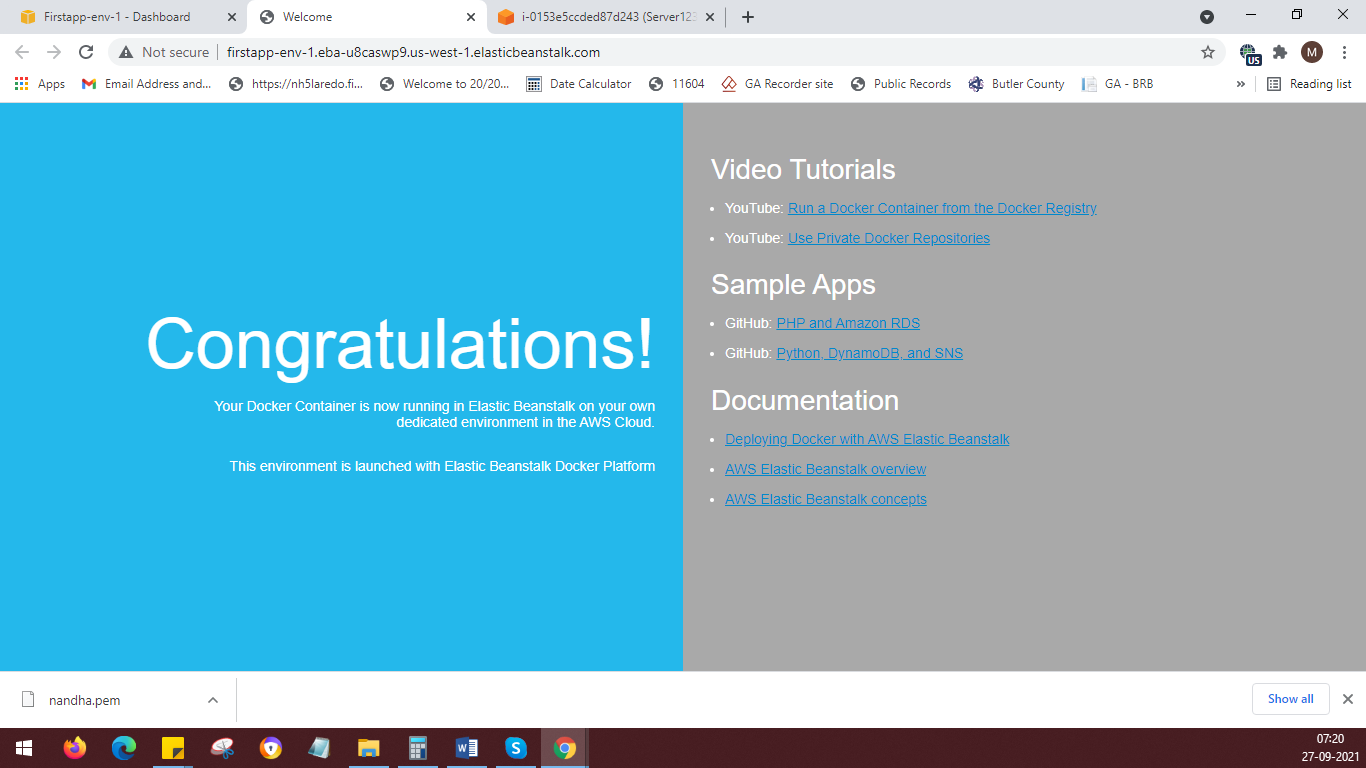 Firstapp-env-1 - Dashboard
Welcome
i-0153e5ccded87d243 (Server123
Not secure
firstapp-env-1.eba-u8caswp9.us-west-1.elasticbeanstalk.com
US
M
Apps
Email Address and...
https://nh5laredo.fi...
Welcome to 20/20...
Date Calculator
11604
GA Recorder site
Public Records
Butler County
GA - BRB
»
Reading list
Congratulations!
Your Docker Container is now running in Elastic Beanstalk on your own
dedicated environment in the AWS Cloud.
This environment is launched with Elastic Beanstalk Docker Platform
Video Tutorials
• YouTube: Run a Docker Container from the Docker Registry
• YouTube: Use Private Docker Repositories
Sample Apps
• GitHub: PHP and Amazon RDS
• GitHub: Python, DynamoDB, and SNS
Documentation
• Deploying Docker with AWS Elastic Beanstalk
• AWS Elastic Beanstalk overview
• AWS Elastic Beanstalk concepts
nandha.pem
Show all
07:20
27-09-2021